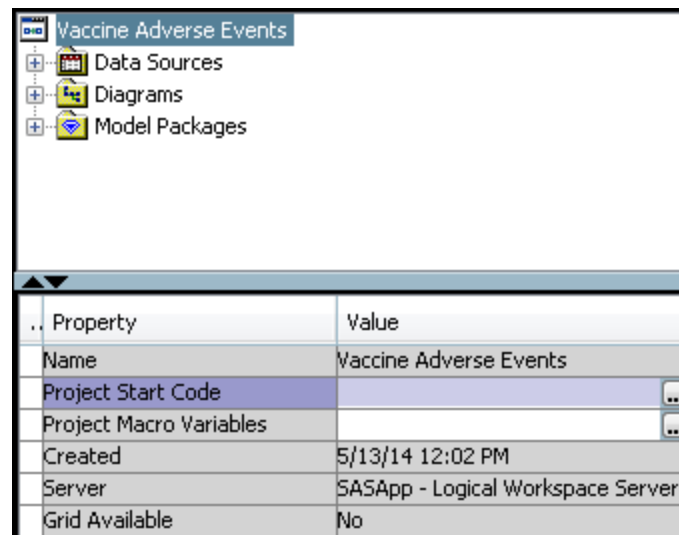 Vaccine Adverse Events
Data Sources
Diagrams
Model Packages
.. Property Value
Name Vaccine Adverse Events
Project Start Code ...
Project Macro Variables ...
Created 5/13/14 12:02 PM
Server SASApp - Logical Workspace Server
Grid Available No